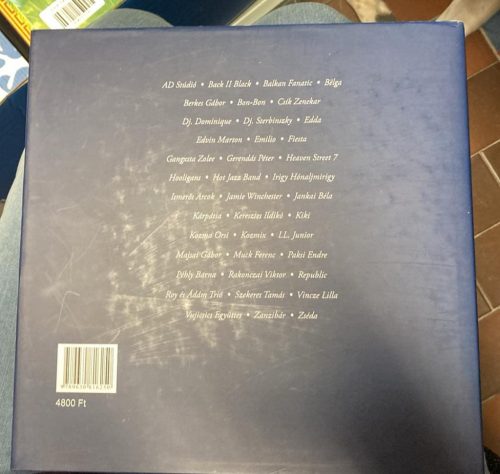 AD Stúdió • Back II Black • Balkan Fanatic • Bëlga
Berkes Gábor • Bon-Bon • Csík Zenekar
Dj. Dominique • Dj. Sterbinszky • Edda
Edvin Marton • Emilio • Fiesta
Gangxsta Zolee • Gerendás Péter • Heaven Street 7
Hooligans • Hot Jazz Band • Irigy Hónaljmirigy
Ismerős Arcok • Jamie Winchester • Jankai Béla
Kárpátia • Keresztes Ildikó • Kiki
Kozma Orsi • Kozmix • LL. Junior
Majsai Gábor • Muck Ferenc • Paksi Endre
Pély Barna • Rakonczai Viktor • Republic
Roy és Ádám Trió • Szekeres Tamás • Vincze Lilla
Vujicsics Együttes • Zanzibár • Zséda
4800 Ft